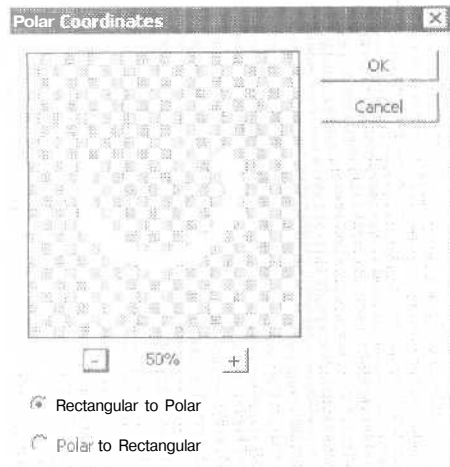 Polar Coordinates
OK
Cancel
- 50% +
Rectangular to Polar
Polar to Rectangular